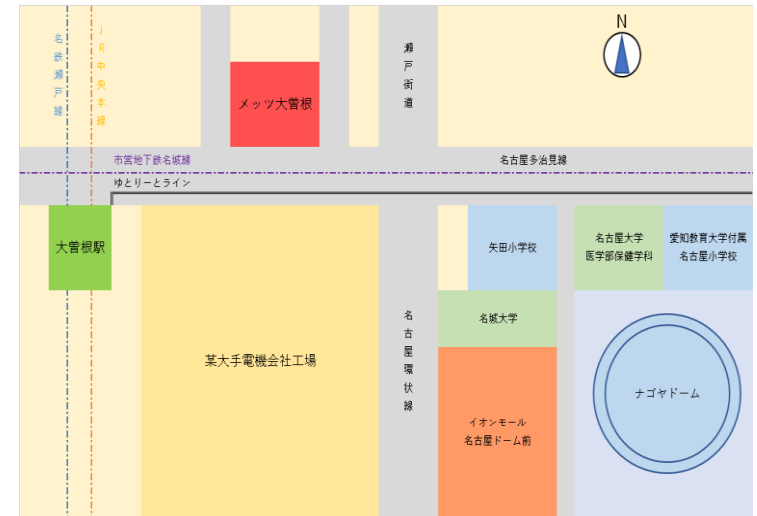 N
名鉄瀬戸線
JR中央本線
瀬戸街道
メッツ大曽根
市営地下鉄名城線
名古屋多治見線
ゆとりーとライン
大曽根駅
矢田小学校
名古屋大学
医学部保健学科
愛知教育大学付属
名古屋小学校
名古屋環状線
名城大学
某大手電機会社工場
ナゴヤドーム
イオンモール
名古屋ドーム前